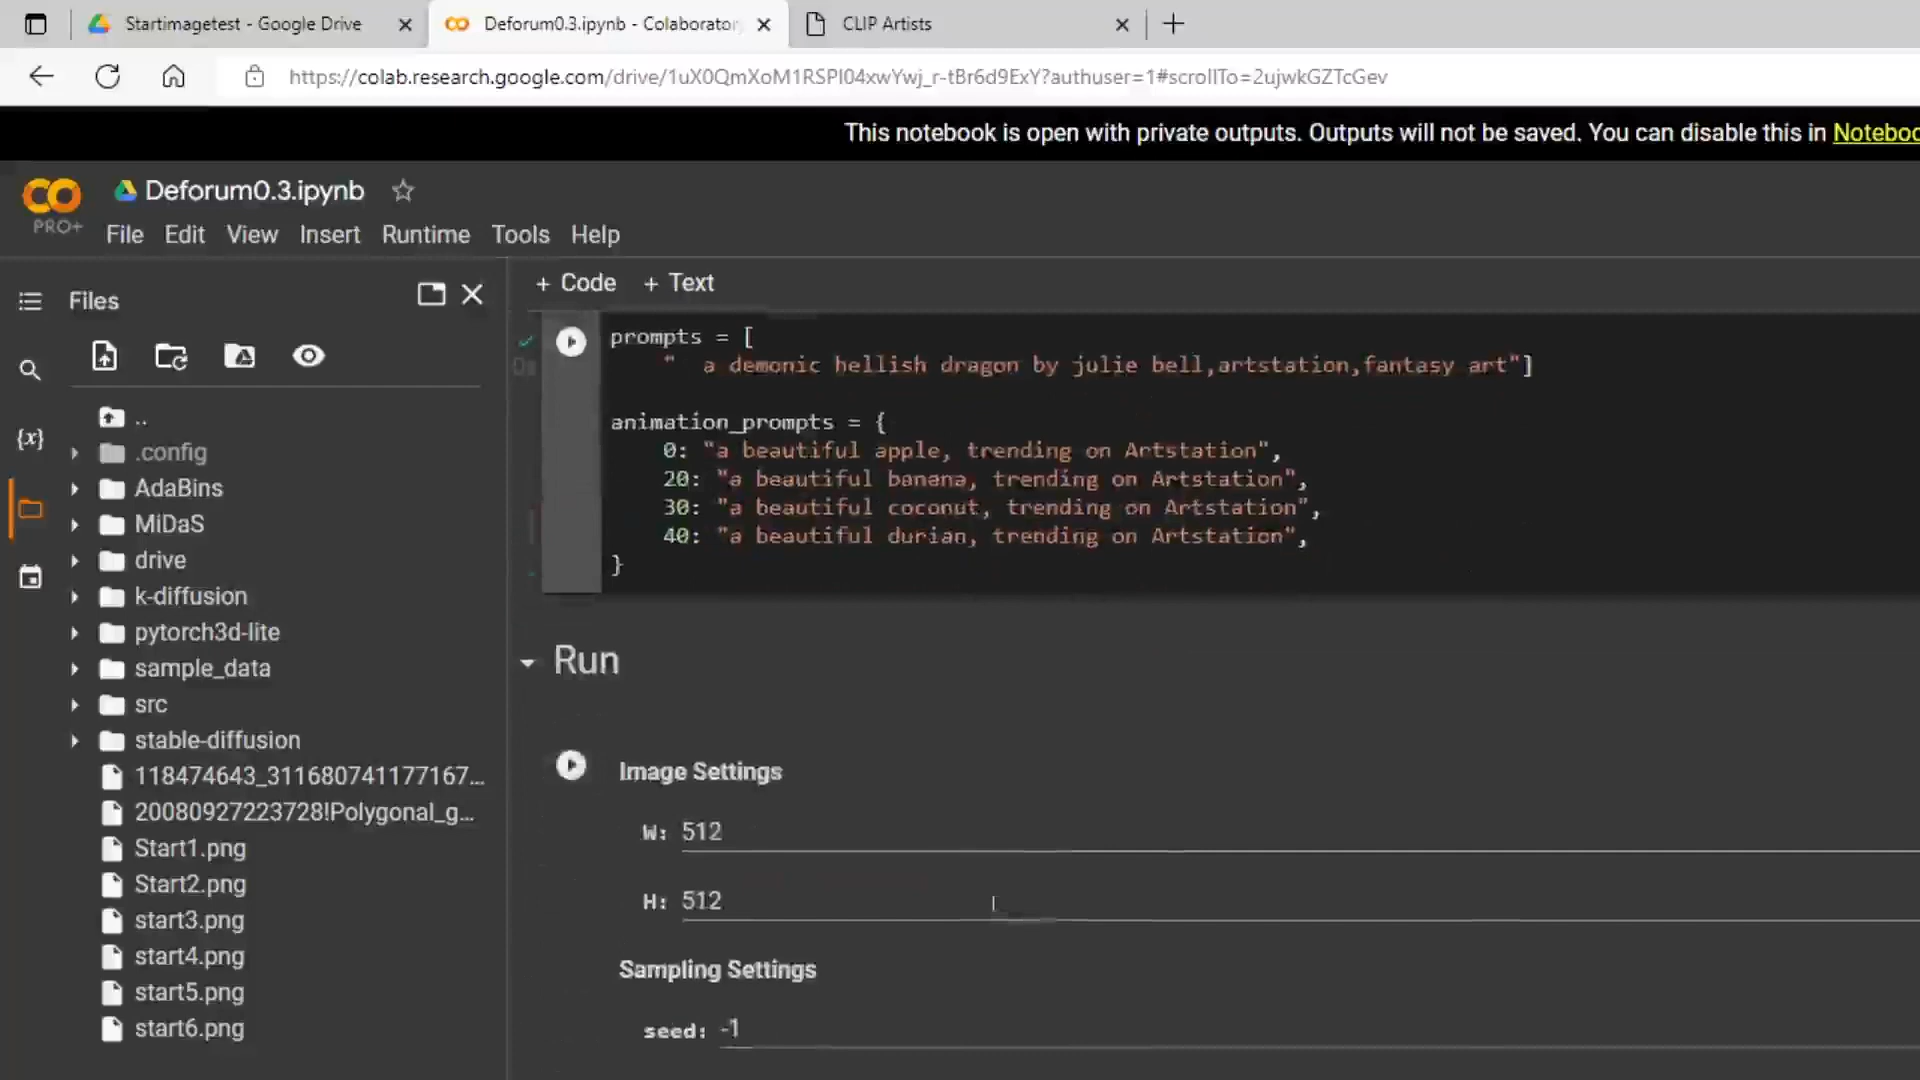 Startimagetest - Google Drive
Deforum0.3.ipynb - Colaborator
CLIP Artists
https://colab.research.google.com/drive/1uX0QmXoM1RSPI04xwYwj_r-tBr6d9ExY?authuser=1#scrollTo=2ujwkGZTcGev
This notebook is open with private outputs. Outputs will not be saved. You can disable this in Noteboo
CO
PRO+
Deforum0.3.ipynb
File Edit View Insert Runtime Tools Help
Files
+ Code + Text
..
.config
AdaBins
MiDaS
drive
k-diffusion
pytorch3d-lite
sample_data
src
stable-diffusion
118474643_311680741177167...
20080927223728!Polygonal_g...
Start1.png
Start2.png
start3.png
start4.png
start5.png
start6.png
{x}
0s
prompts = [
" a demonic hellish dragon by julie bell,artstation,fantasy art"]
animation_prompts = {
0: "a beautiful apple, trending on Artstation",
20: "a beautiful banana, trending on Artstation",
30: "a beautiful coconut, trending on Artstation",
40: "a beautiful durian, trending on Artstation",
}
Run
Image Settings
W: 512
H: 512
Sampling Settings
seed: -1